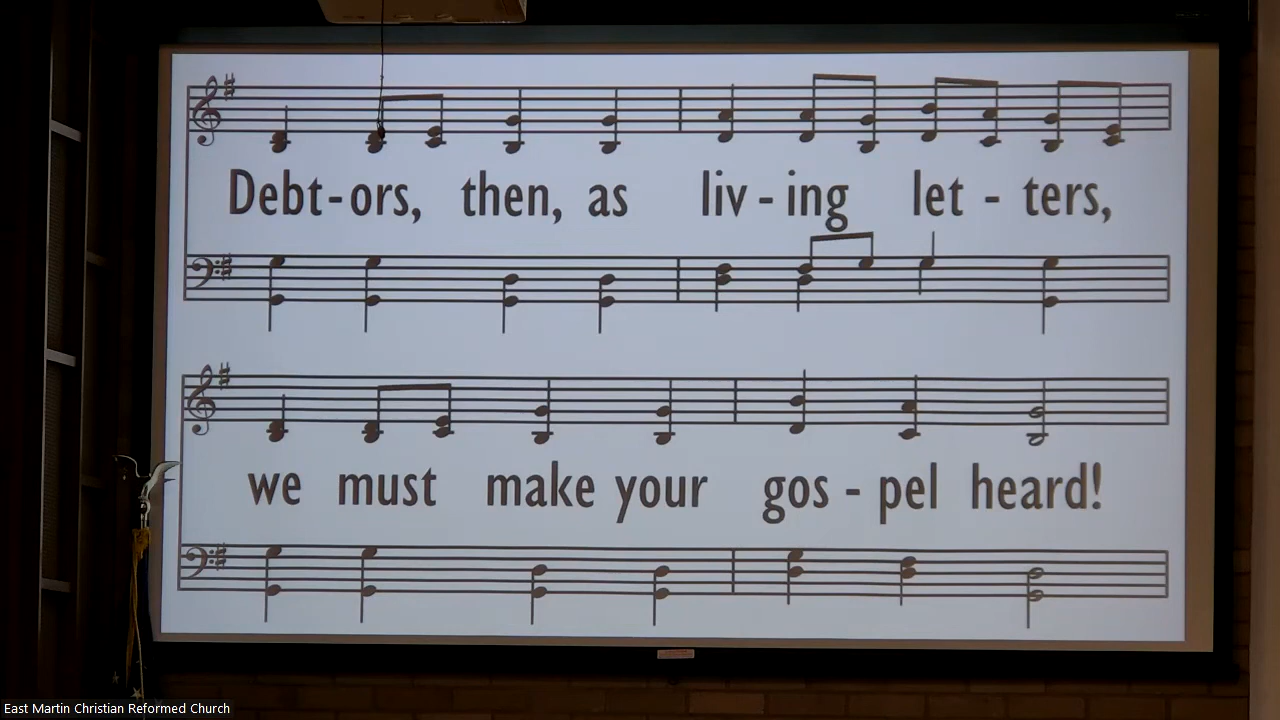 Debt-ors, then, as liv - ing let - ters,
we must make your gos - pel heard!
East Martin Christian Reformed Church